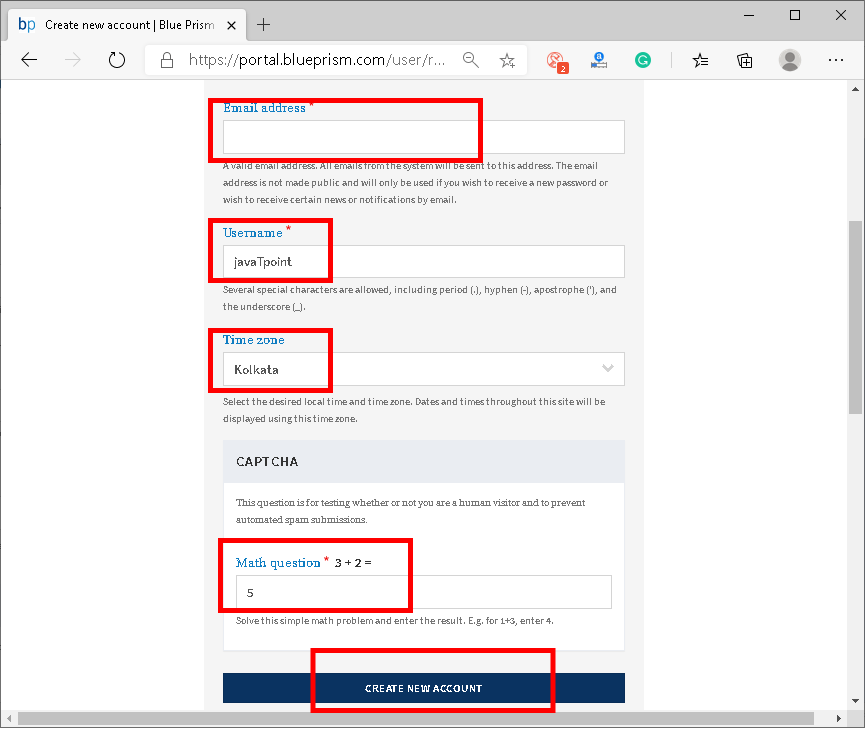 bp Create new account | Blue Prism
https://portal.blueprism.com/user/r...
2
a
G
Email address *
A valid email address. All emails from the system will be sent to this address. The email
address is not made public and will only be used if you wish to receive a new password or
wish to receive certain news or notifications by email.
Username *
javaTpoint
Several special characters are allowed, including period (.), hyphen (-), apostrophe ('), and
the underscore (_).
Time zone
Kolkata
Select the desired local time and time zone. Dates and times throughout this site will be
displayed using this time zone.
CAPTCHA
This question is for testing whether or not you are a human visitor and to prevent
automated spam submissions.
Math question * 3 + 2 =
5
Solve this simple math problem and enter the result. E.g. for 1+3, enter 4.
CREATE NEW ACCOUNT